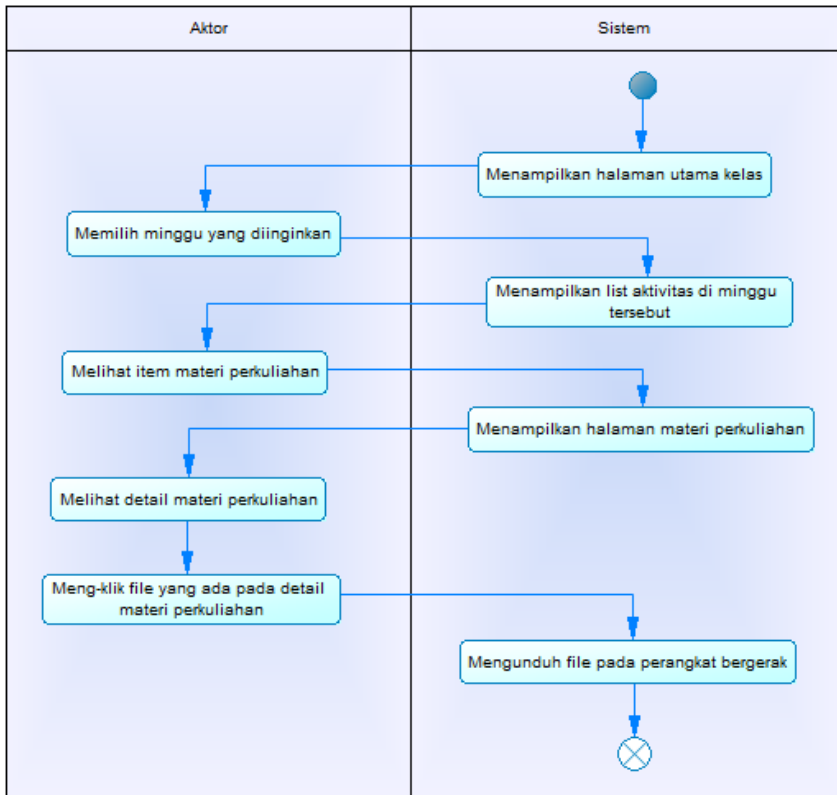 Aktor
Sistem
Menampilkan halaman utama kelas
Memilih minggu yang diinginkan
Menampilkan list aktivitas di minggu
tersebut
Melihat item materi perkuliahan
Menampilkan halaman materi perkuliahan
Melihat detail materi perkuliahan
Meng-klik file yang ada pada detail
materi perkuliahan
Mengunduh file pada perangkat bergerak